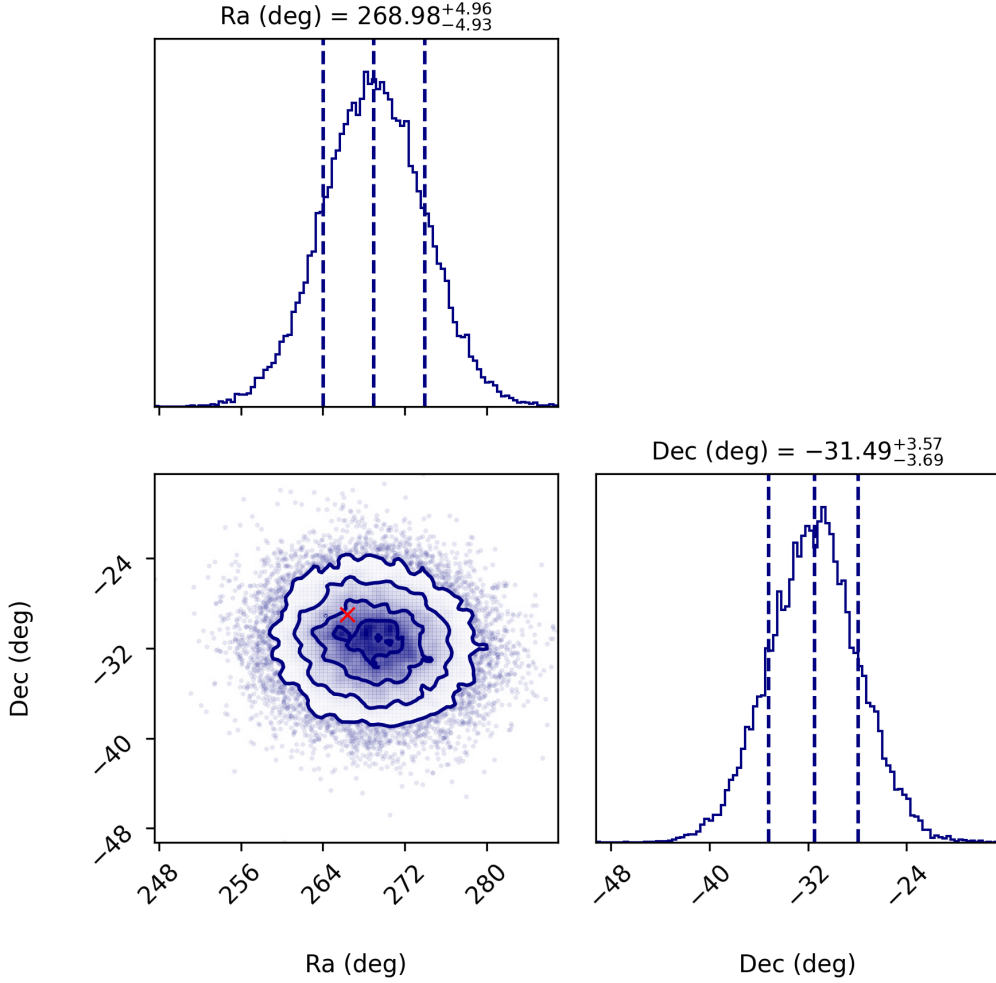 Ra (deg) = 268.98+4.96−4.93
Dec (deg) = −31.49+3.57−3.69
Dec (deg)
−24
−32
−40
−48
248 256 264 272 280
−48 −40 −32 −24
Ra (deg)
Dec (deg)